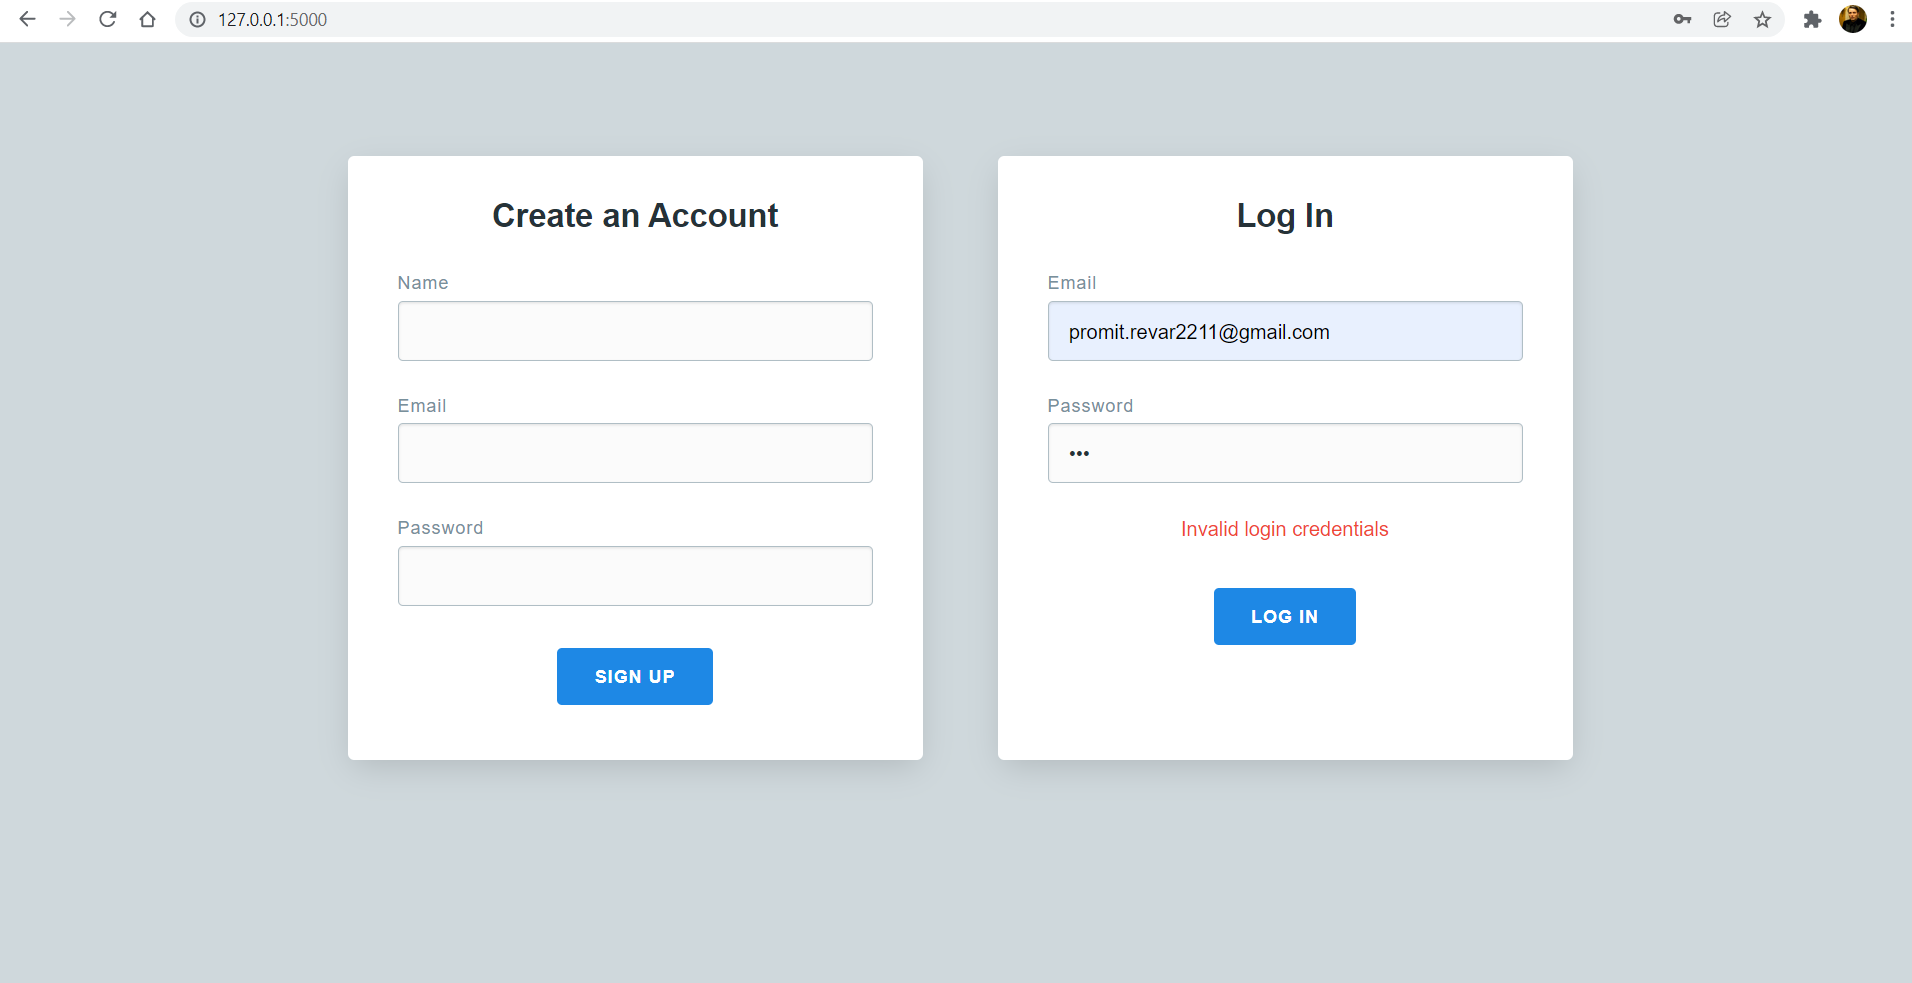 127.0.0.1:5000
Create an Account
Name
Email
Password
SIGN UP
Log In
Email
promit.revar2211@gmail.com
Password
•••
Invalid login credentials
LOG IN